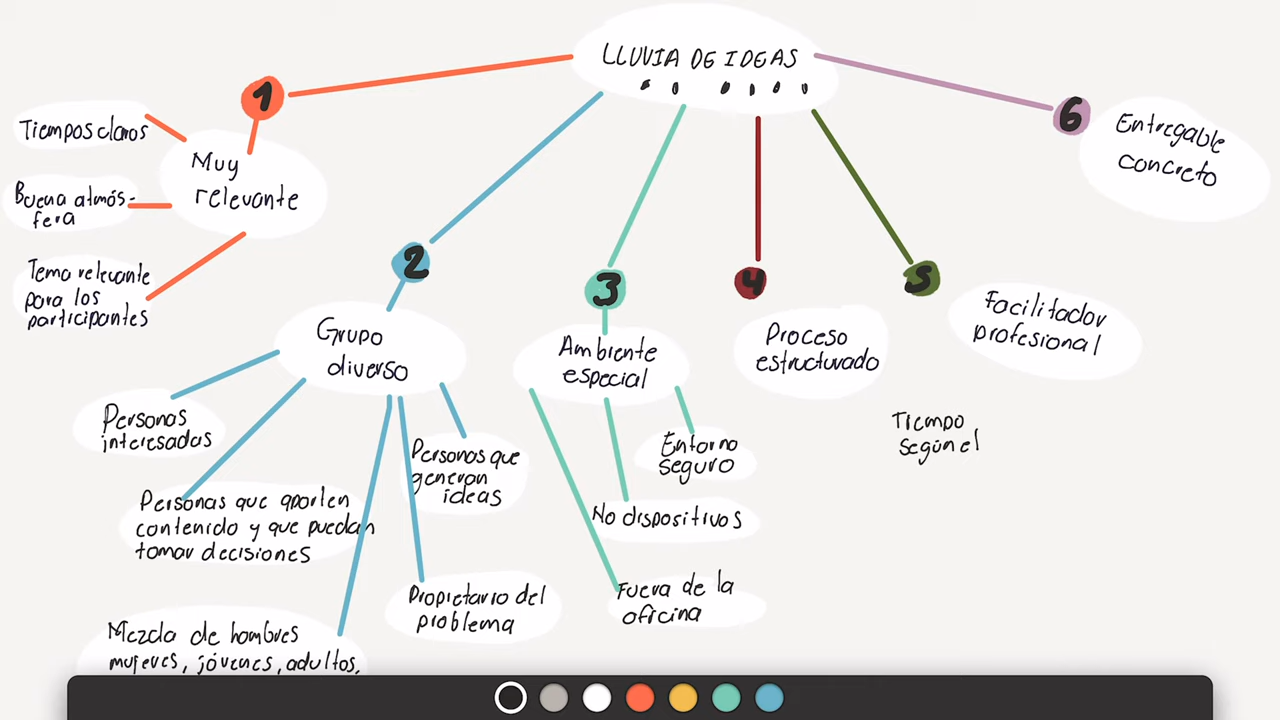 LLUVIA DE IDEAS
1
Muy
relevante
Tiempos claros
Buena atmós-
fera
Tema relevante
para los
participantes
2
Grupo
diverso
Personas
interesadas
Personas que aporten
contenido y que puedan
tomar decisiones
Mezcla de hombres
mujeres, jóvenes, adultos,
Propietario del
problema
Personas que
generan
ideas
3
Ambiente
especial
Fuera de la
oficina
No dispositivos
Entorno
seguro
4
Proceso
estructurado
5
Facilitador
profesional
Tiempo
según el
6
Entregable
concreto